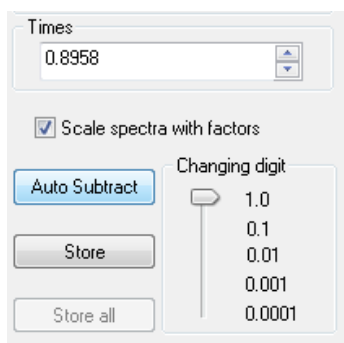 Times
0.8958
Scale spectra with factors
Auto Subtract
Store
Store all
Changing digit
1.0
0.1
0.01
0.001
0.0001